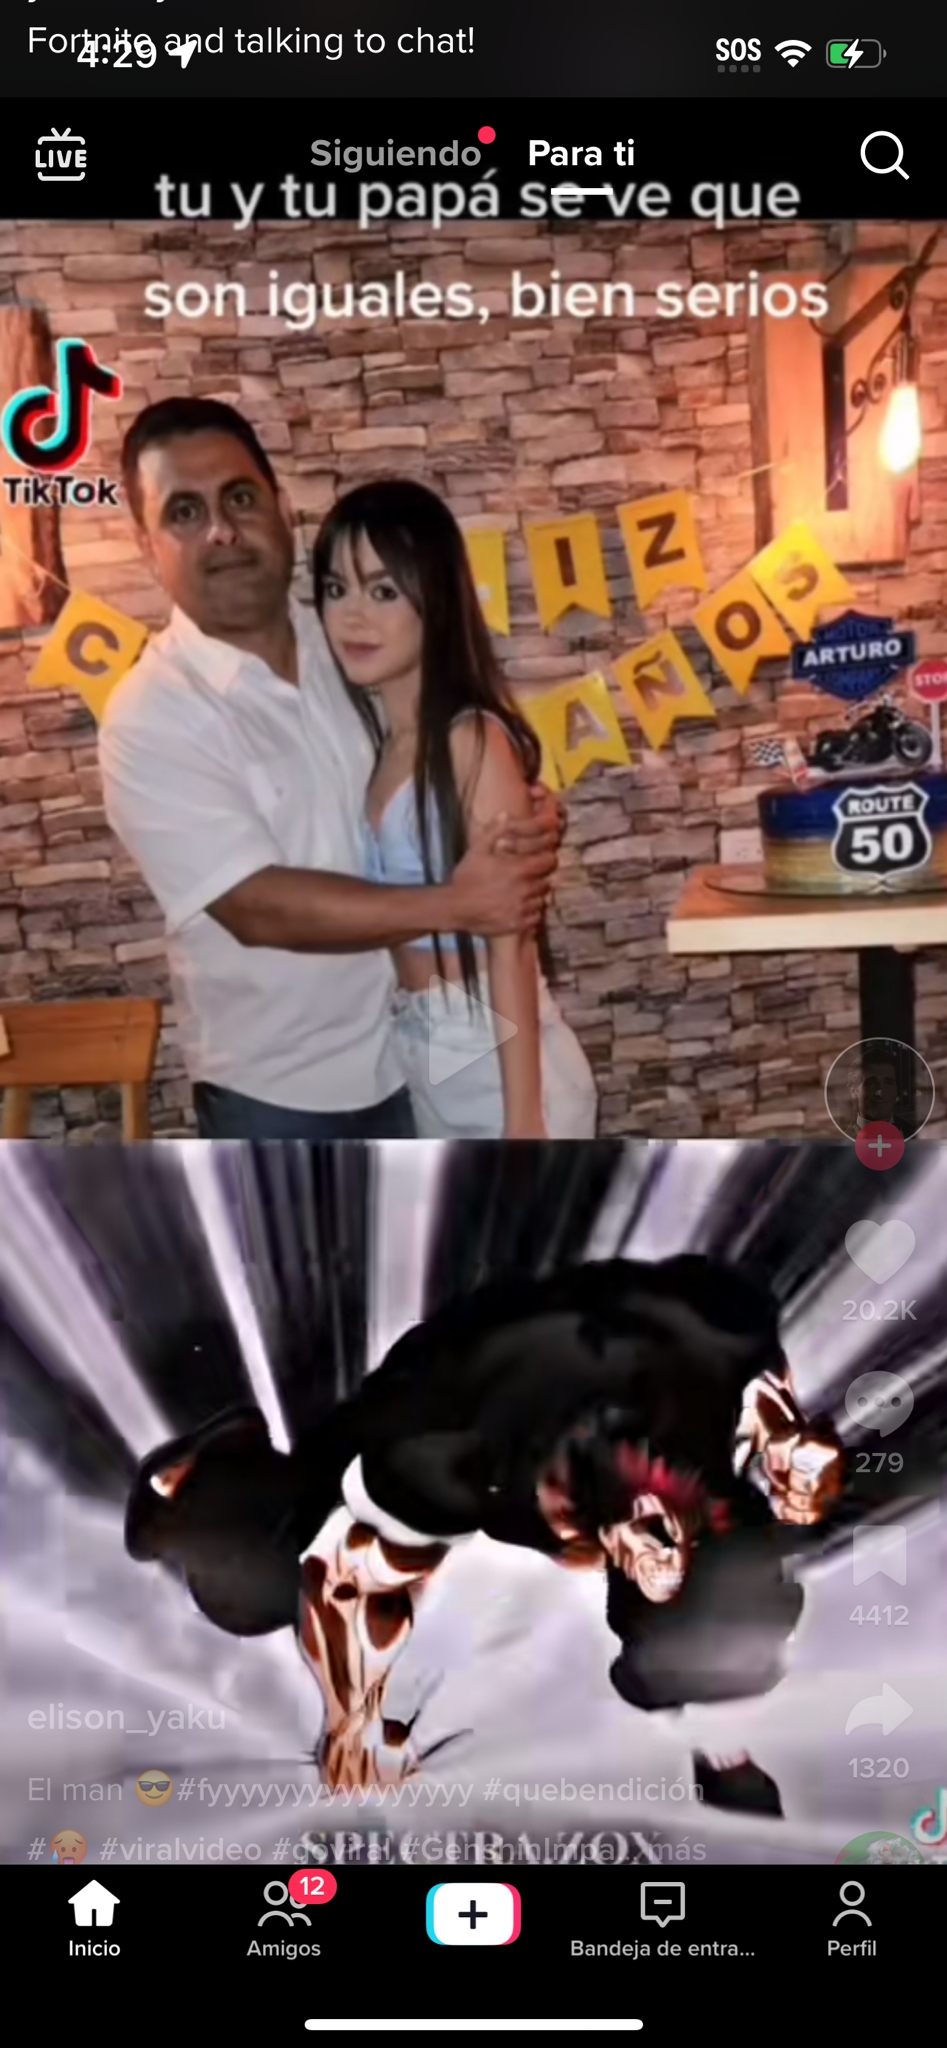 Fortnite and talking to chat!
4:29
SOS
LIVE
Siguiendo
Para ti
tu y tu papá se ve que
son iguales, bien serios
TikTok
C
IZ
AÑOS
ARTURO
STOP
ROUTE
50
20.2K
279
4412
1320
elison_yaku
El man 😎#fyyyyyyyyyyyyyyyy #quebendición
#🥵 #viralvideo #goviral #GenshinImpa... más
12
Inicio
Amigos
Bandeja de entra...
Perfil